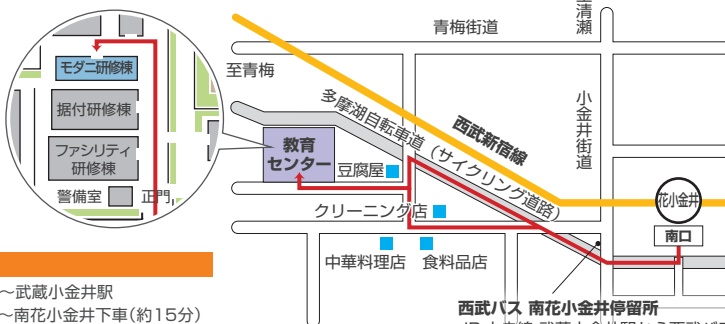 モダニ研修棟
据付研修棟
ファシリティ
研修棟
警備室
正門
至青梅
青梅街道
清瀬
小金井街道
多摩湖自転車道（サイクリング道路）
西武新宿線
教育
センター
豆腐屋
クリーニング店
中華料理店
食料品店
花小金井
南口
～武蔵小金井駅
～南花小金井下車(約15分)
西武バス 南花小金井停留所